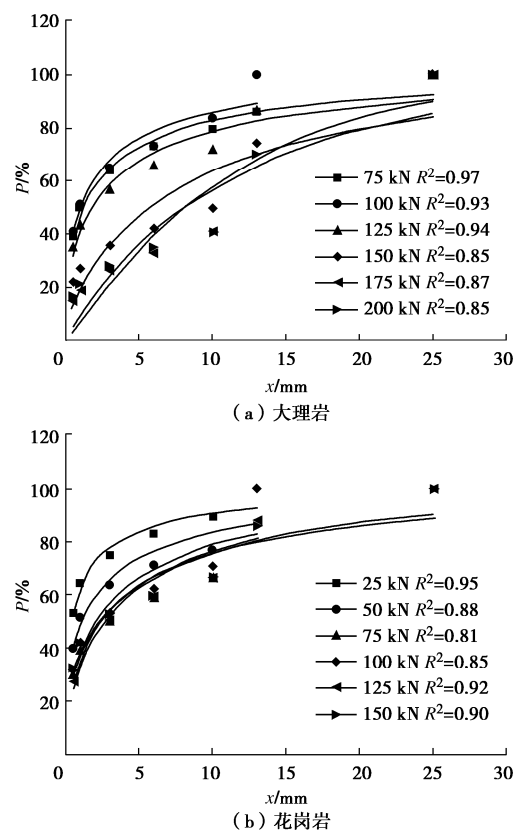 120
100
80
60
40
20
P/%
75 kN R²=0.97
100 kN R²=0.93
125 kN R²=0.94
150 kN R²=0.85
175 kN R²=0.87
200 kN R²=0.85
0 5 10 15 20 25 30
x/mm
(a)大理岩
120
100
80
60
40
20
P/%
25 kN R²=0.95
50 kN R²=0.88
75 kN R²=0.81
100 kN R²=0.85
125 kN R²=0.92
150 kN R²=0.90
0 5 10 15 20 25 30
x/mm
(b)花岗岩